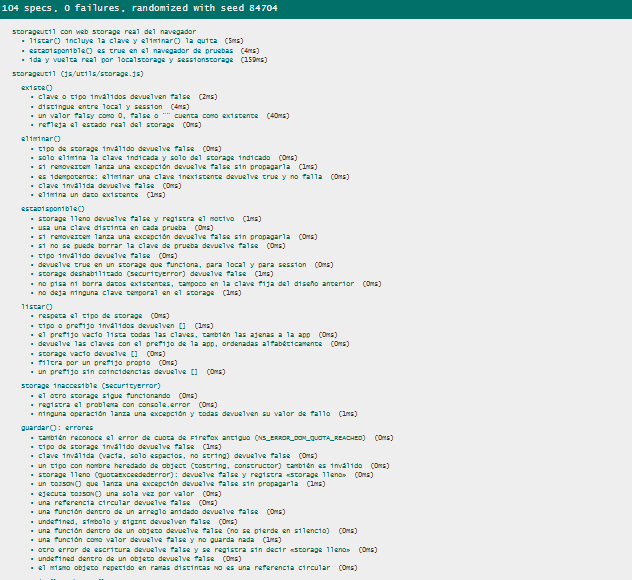 104 specs, 0 failures, randomized with seed 84704
StorageUtil con Web Storage real del navegador
• listar() incluye la clave y eliminar() la quita (5ms)
• estaDisponible() es true en el navegador de pruebas (4ms)
• ida y vuelta real por localStorage y sessionStorage (159ms)
StorageUtil (js/utils/storage.js)
existe()
• clave o tipo inválidos devuelven false (2ms)
• distingue entre local y session (4ms)
• un valor falsy como 0, false o "" cuenta como existente (40ms)
• refleja el estado real del storage (0ms)
eliminar()
• tipo de storage inválido devuelve false (0ms)
• solo elimina la clave indicada y solo del storage indicado (0ms)
• si removeItem lanza una excepción devuelve false sin propagarla (1ms)
• es idempotente: eliminar una clave inexistente devuelve true y no falla (0ms)
• clave inválida devuelve false (0ms)
• elimina un dato existente (1ms)
estaDisponible()
• storage lleno devuelve false y registra el motivo (1ms)
• usa una clave distinta en cada prueba (0ms)
• si removeItem lanza una excepción devuelve false sin propagarla (0ms)
• si no se puede borrar la clave de prueba devuelve false (0ms)
• tipo inválido devuelve false (0ms)
• devuelve true en un storage que funciona, para local y para session (0ms)
• storage deshabilitado (SecurityError) devuelve false (1ms)
• no pisa ni borra datos existentes, tampoco en la clave fija del diseño anterior (0ms)
• no deja ninguna clave temporal en el storage (1ms)
listar()
• respeta el tipo de storage (0ms)
• tipo o prefijo inválidos devuelven [] (1ms)
• el prefijo vacío lista todas las claves, también las ajenas a la app (0ms)
• devuelve las claves con el prefijo de la app, ordenadas alfabéticamente (0ms)
• storage vacío devuelve [] (0ms)
• filtra por un prefijo propio (0ms)
• un prefijo sin coincidencias devuelve [] (0ms)
storage inaccesible (SecurityError)
• el otro storage sigue funcionando (0ms)
• registra el problema con console.error (0ms)
• ninguna operación lanza una excepción y todas devuelven su valor de fallo (1ms)
guardar(): errores
• también reconoce el error de cuota de Firefox antiguo (NS_ERROR_DOM_QUOTA_REACHED) (0ms)
• tipo de storage inválido devuelve false (1ms)
• clave inválida (vacía, solo espacios, no string) devuelve false (0ms)
• un tipo con nombre heredado de Object (toString, constructor) también es inválido (0ms)
• storage lleno (QuotaExceededError): devuelve false y registra «Storage lleno» (0ms)
• un toJSON() que lanza una excepción devuelve false sin propagarla (1ms)
• ejecuta toJSON() una sola vez por valor (0ms)
• una referencia circular devuelve false (0ms)
• una función dentro de un arreglo anidado devuelve false (0ms)
• undefined, símbolo y BigInt devuelven false (0ms)
• una función dentro de un objeto devuelve false (no se pierde en silencio) (0ms)
• una función como valor devuelve false y no guarda nada (1ms)
• otro error de escritura devuelve false y se registra sin decir «Storage lleno» (0ms)
• undefined dentro de un objeto devuelve false (0ms)
• el mismo objeto repetido en ramas distintas NO es una referencia circular (0ms)